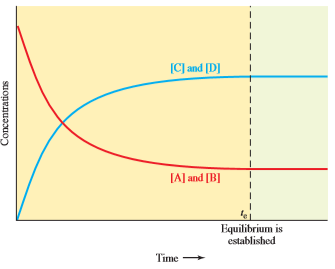 [C] and [D]
Concentrations
[A] and [B]
te
Equilibrium is
established
Time